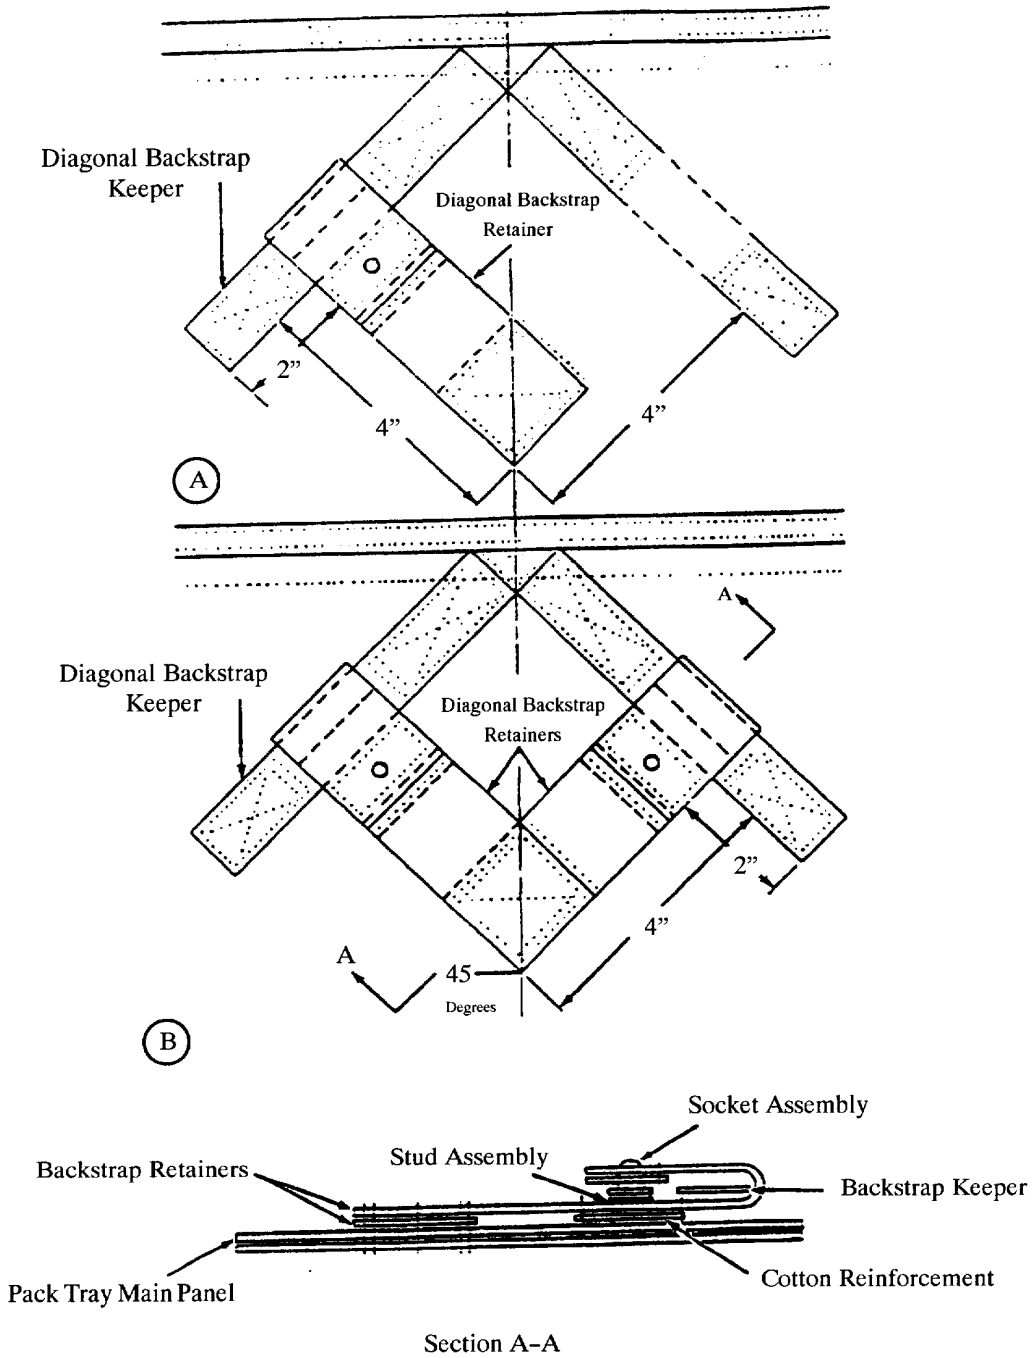 Diagonal Backstrap
Keeper
Diagonal Backstrap
Retainer
2”
4”
4”
A
A
Diagonal Backstrap
Keeper
Diagonal Backstrap
Retainers
2”
4”
A
45
Degrees
B
Socket Assembly
Stud Assembly
Backstrap Retainers
Backstrap Keeper
Cotton Reinforcement
Pack Tray Main Panel
Section A–A